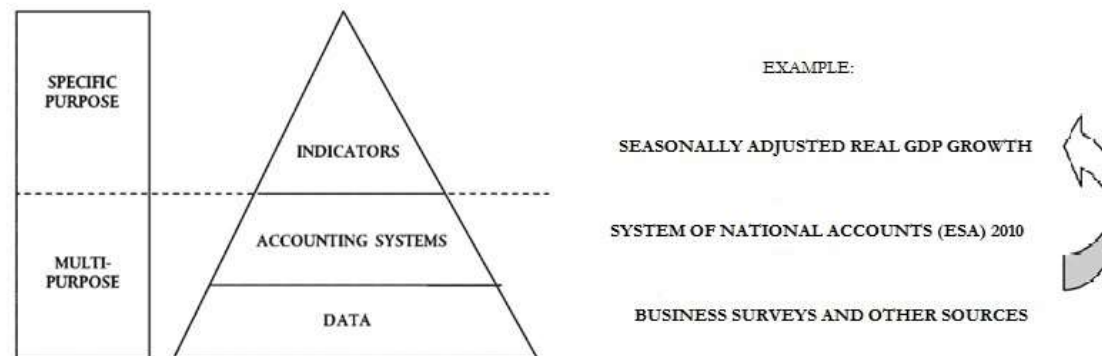 SPECIFIC
PURPOSE
INDICATORS
MULTI-
PURPOSE
ACCOUNTING SYSTEMS
DATA
EXAMPLE:
SEASONALLY ADJUSTED REAL GDP GROWTH
SYSTEM OF NATIONAL ACCOUNTS (ESA) 2010
BUSINESS SURVEYS AND OTHER SOURCES